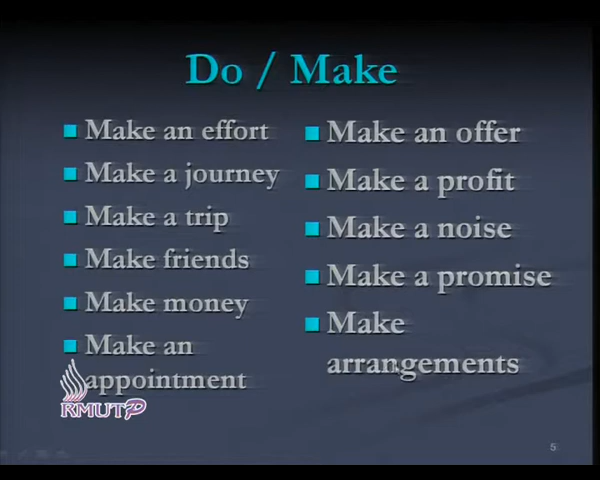 Do / Make
Make an effort
Make a journey
Make a trip
Make friends
Make money
Make an
appointment
Make an offer
Make a profit
Make a noise
Make a promise
Make
arrangements
RMUTP
5